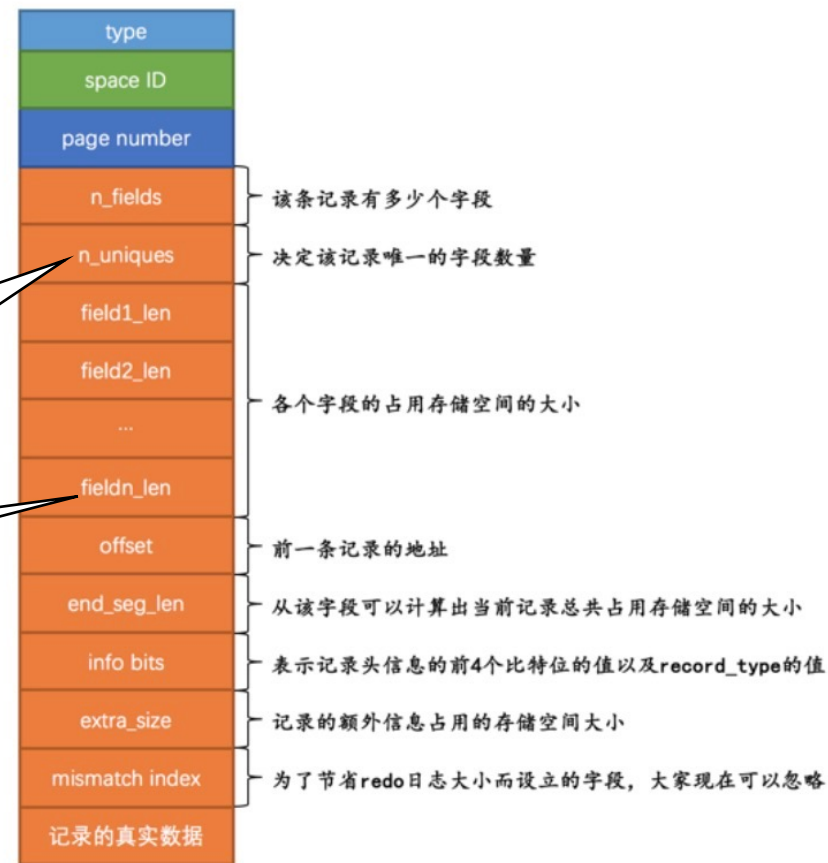 type
space ID
page number
n_fields 该条记录有多少个字段
n_uniques 决定该记录唯一的字段数量
field1_len
field2_len
... 各个字段的占用存储空间的大小
fieldn_len
offset 前一条记录的地址
end_seg_len 从该字段可以计算出当前记录总共占用存储空间的大小
info bits 表示记录头信息的前4个比特位的值以及record_type的值
extra_size 记录的额外信息占用的存储空间大小
mismatch index 为了节省redo日志大小而设立的字段，大家现在可以忽略
记录的真实数据